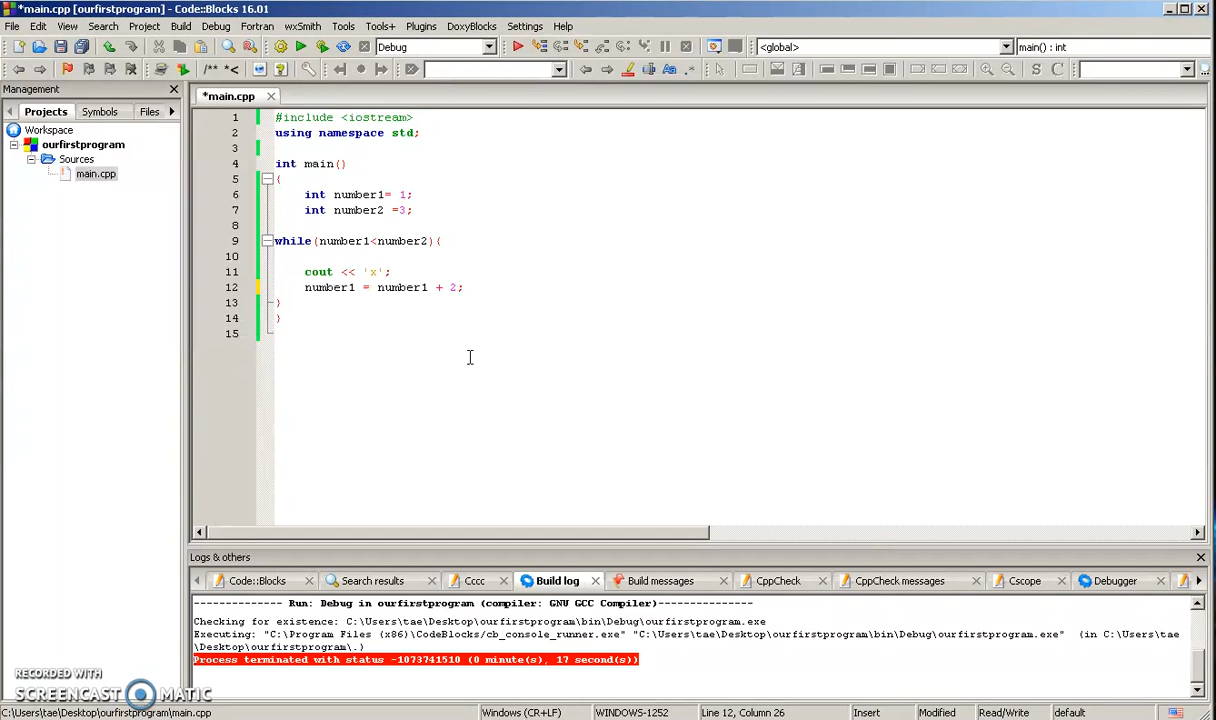 *main.cpp [ourfirstprogram] - Code::Blocks 16.01
File Edit View Search Project Build Debug Fortran wxSmith Tools Tools+ Plugins DoxyBlocks Settings Help
Debug <global> main() : int
/** *< .* S C
Management
Projects Symbols Files
*main.cpp
Workspace
ourfirstprogram
Sources
main.cpp
1 #include <iostream>
2 using namespace std;
3
4 int main()
5 {
6 int number1= 1;
7 int number2 =3;
8
9 while(number1<number2){
10
11 cout << 'x';
12 number1 = number1 + 2;
13 }
14 }
15
Logs & others
Code::Blocks Search results Cccc Build log Build messages CppCheck CppCheck messages Cscope Debugger
-------------- Run: Debug in ourfirstprogram (compiler: GNU GCC Compiler)---------------
Checking for existence: C:\Users\tae\Desktop\ourfirstprogram\bin\Debug\ourfirstprogram.exe
Executing: "C:\Program Files (x86)\CodeBlocks/cb_console_runner.exe" "C:\Users\tae\Desktop\ourfirstprogram\bin\Debug\ourfirstprogram.exe" (in C:\Users\tae
\Desktop\ourfirstprogram\.)
Process terminated with status -1073741510 (0 minute(s), 17 second(s))
RECORDED WITH
SCREENCAST MATIC
C:\Users\tae\Desktop\ourfirstprogram\main.cpp Windows (CR+LF) WINDOWS-1252 Line 12, Column 26 Insert Modified Read/Write default